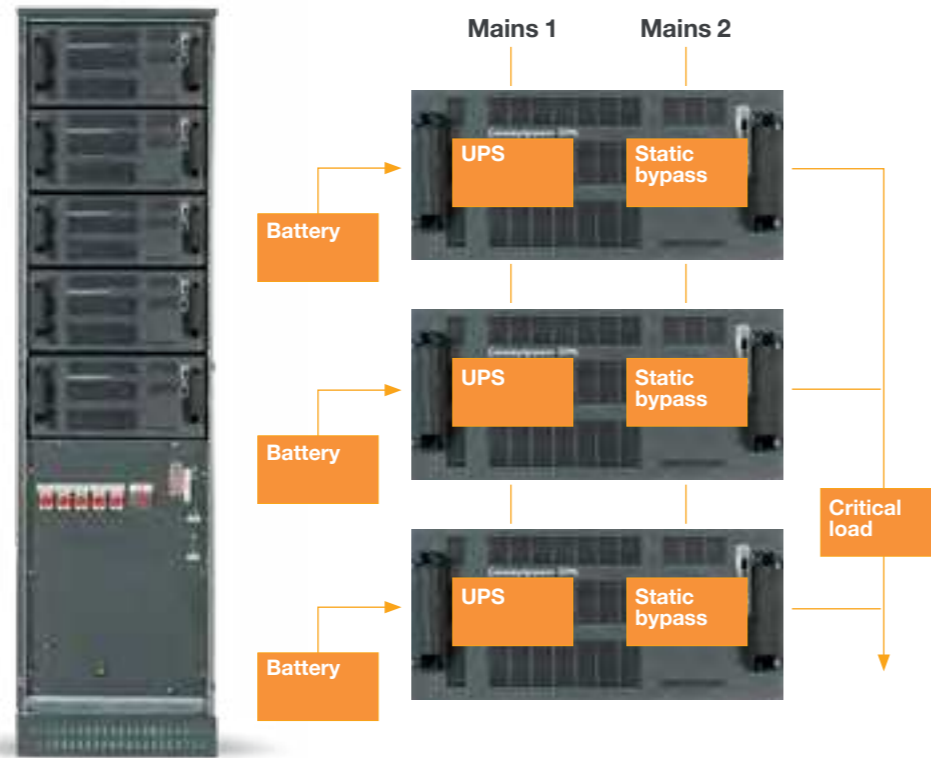 Mains 1
Mains 2
UPS
Static
bypass
Battery
UPS
Static
bypass
Battery
Critical
load
UPS
Static
bypass
Battery